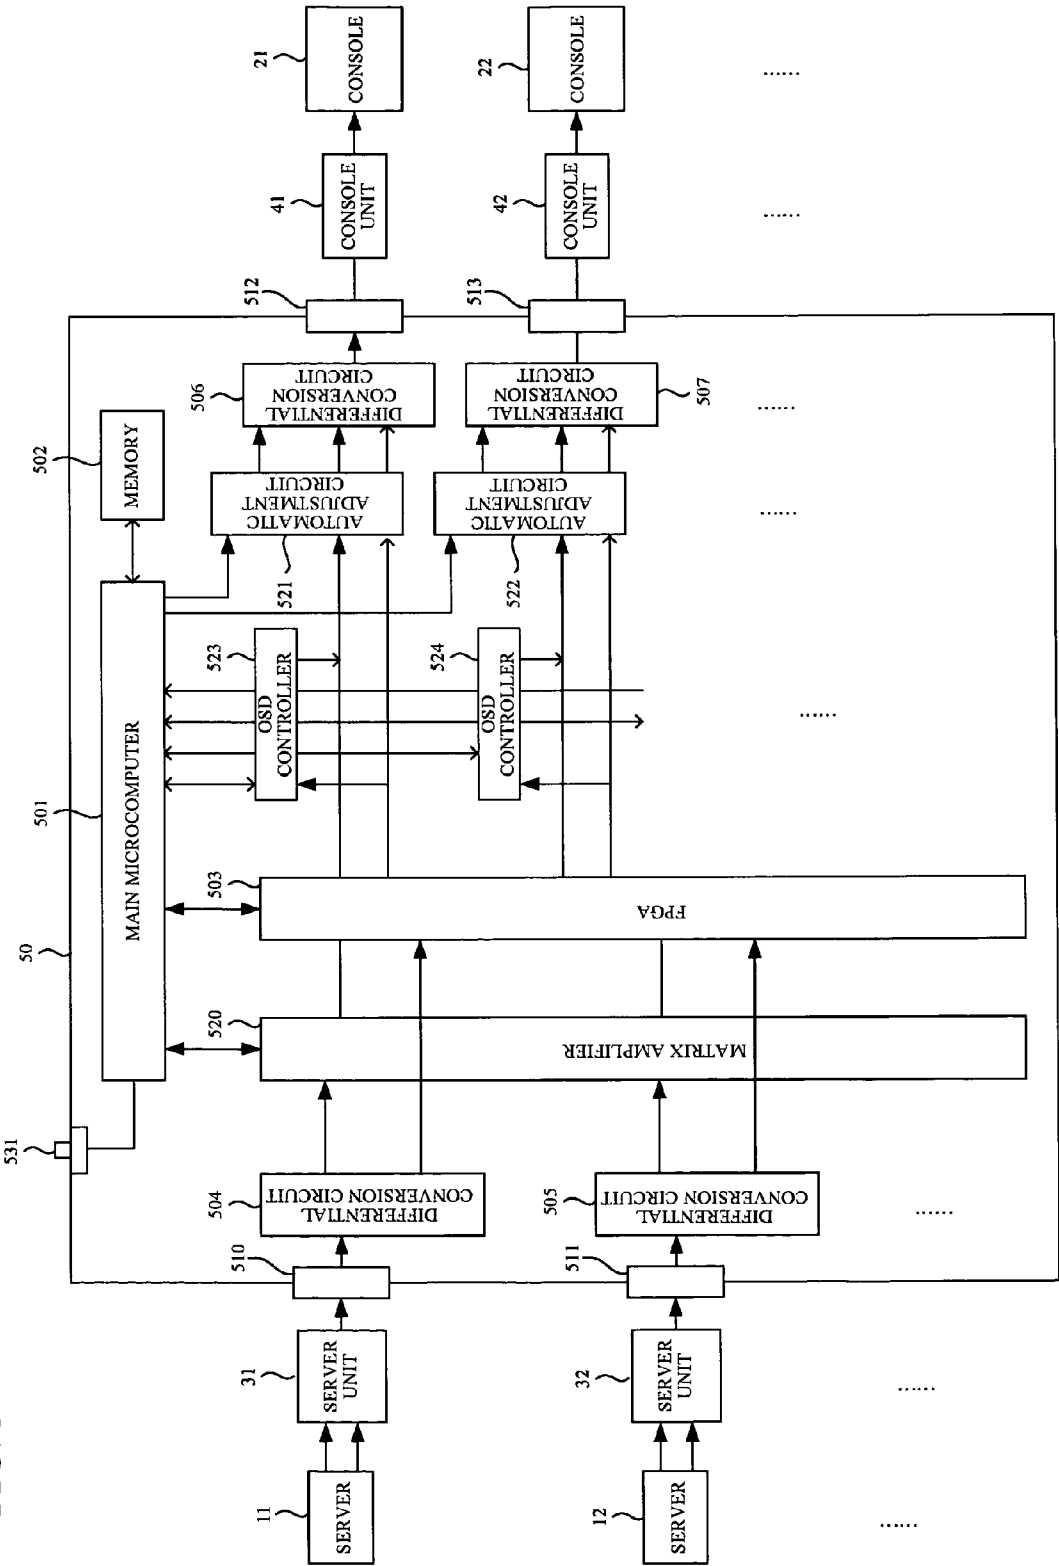 50
531
501
MAIN MICROCOMPUTER
502
MEMORY
11
SERVER
31
SERVER
UNIT
510
504
DIFFERENTIAL
CONVERSION CIRCUIT
520
MATRIX AMPLIFIER
503
FPGA
523
OSD
CONTROLLER
521
AUTOMATIC
ADJUSTMENT
CIRCUIT
506
DIFFERENTIAL
CONVERSION
CIRCUIT
512
41
CONSOLE
UNIT
21
CONSOLE
12
SERVER
32
SERVER
UNIT
511
505
DIFFERENTIAL
CONVERSION CIRCUIT
524
OSD
CONTROLLER
522
AUTOMATIC
ADJUSTMENT
CIRCUIT
507
DIFFERENTIAL
CONVERSION
CIRCUIT
513
42
CONSOLE
UNIT
22
CONSOLE
......
......
......
......
......
......
......
......